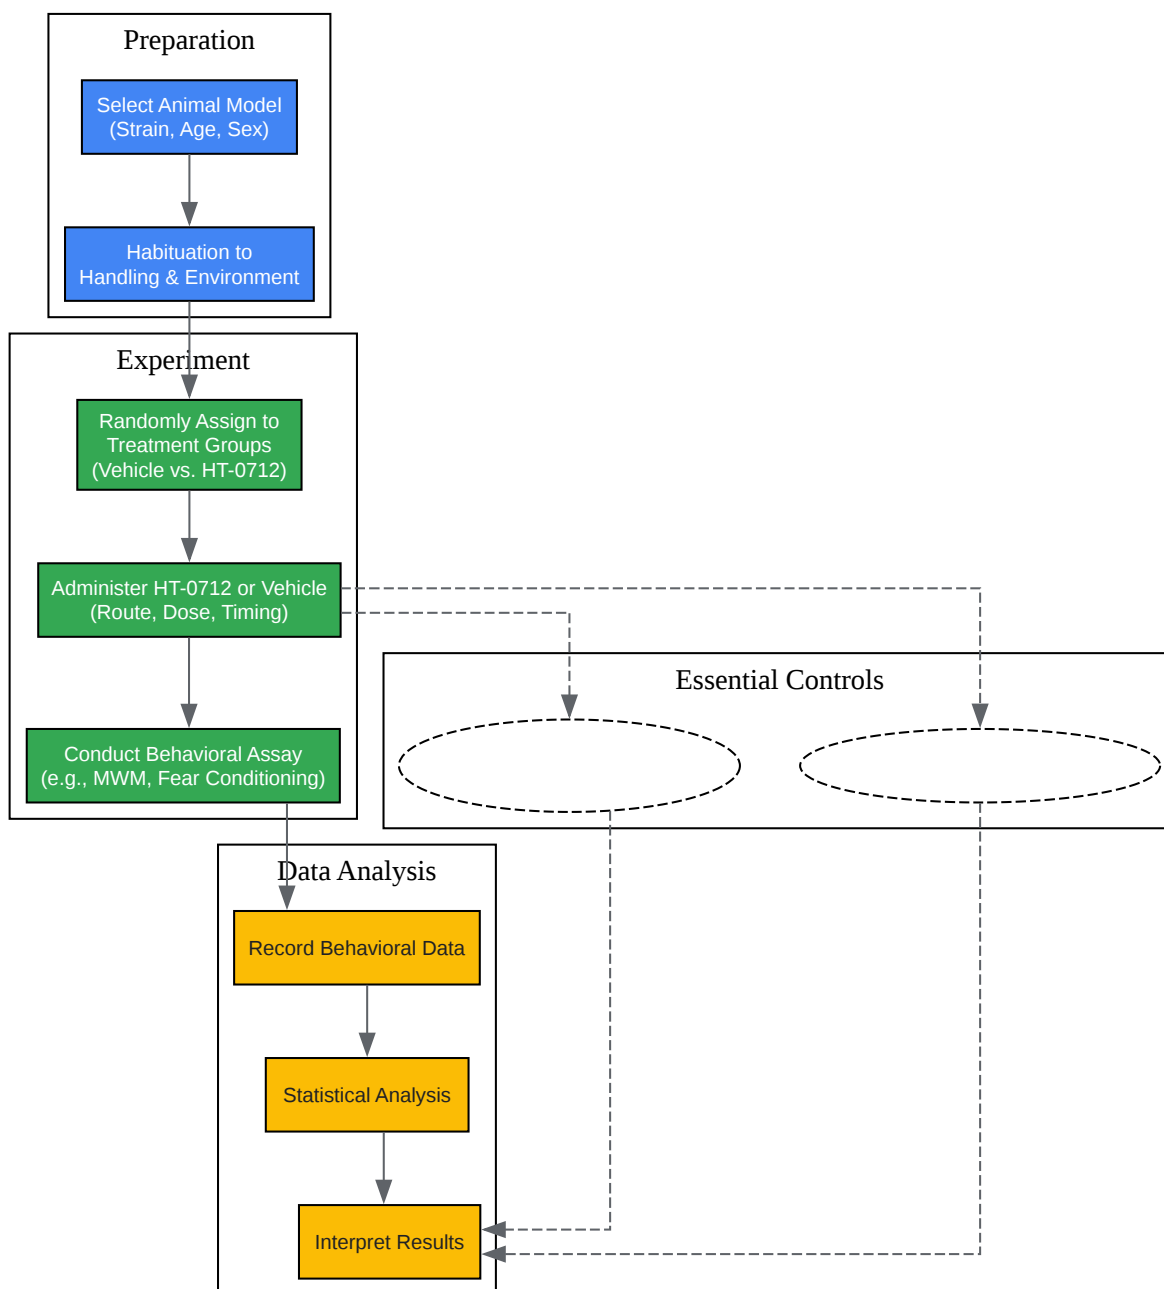 Preparation
Select Animal Model
(Strain, Age, Sex)
Habituation to
Handling & Environment
Experiment
Randomly Assign to
Treatment Groups
(Vehicle vs. HT-0712)
Administer HT-0712 or Vehicle
(Route, Dose, Timing)
Conduct Behavioral Assay
(e.g., MWM, Fear Conditioning)
Essential Controls
Data Analysis
Record Behavioral Data
Statistical Analysis
Interpret Results